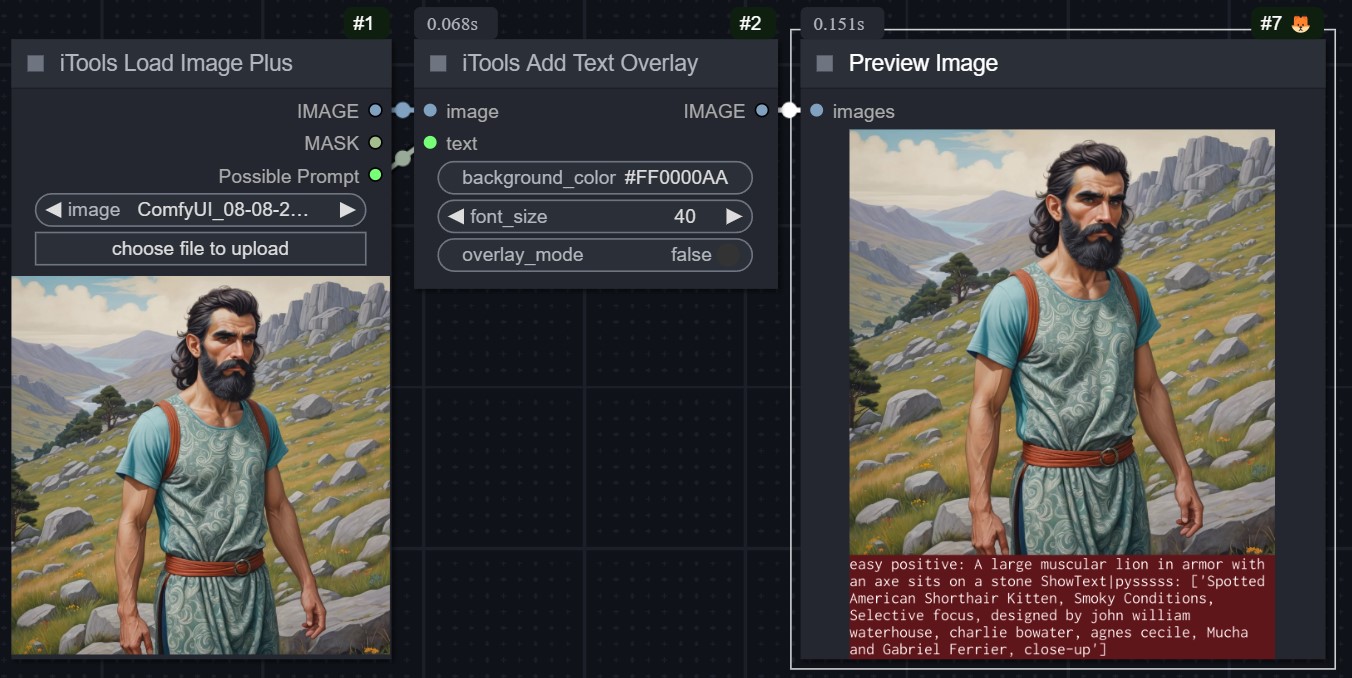 #1
iTools Load Image Plus
IMAGE
MASK
Possible Prompt
image ComfyUI_08-08-2...
choose file to upload
0.068s
#2
iTools Add Text Overlay
image IMAGE
text
background_color #FF0000AA
font_size 40
overlay_mode false
0.151s
#7
Preview Image
images
easy positive: A large muscular lion in armor with
an axe sits on a stone ShowText|pysssss: ['Spotted
American Shorthair Kitten, Smoky Conditions,
Selective focus, designed by john william
waterhouse, charlie bowater, agnes cecile, Mucha
and Gabriel Ferrier, close-up']